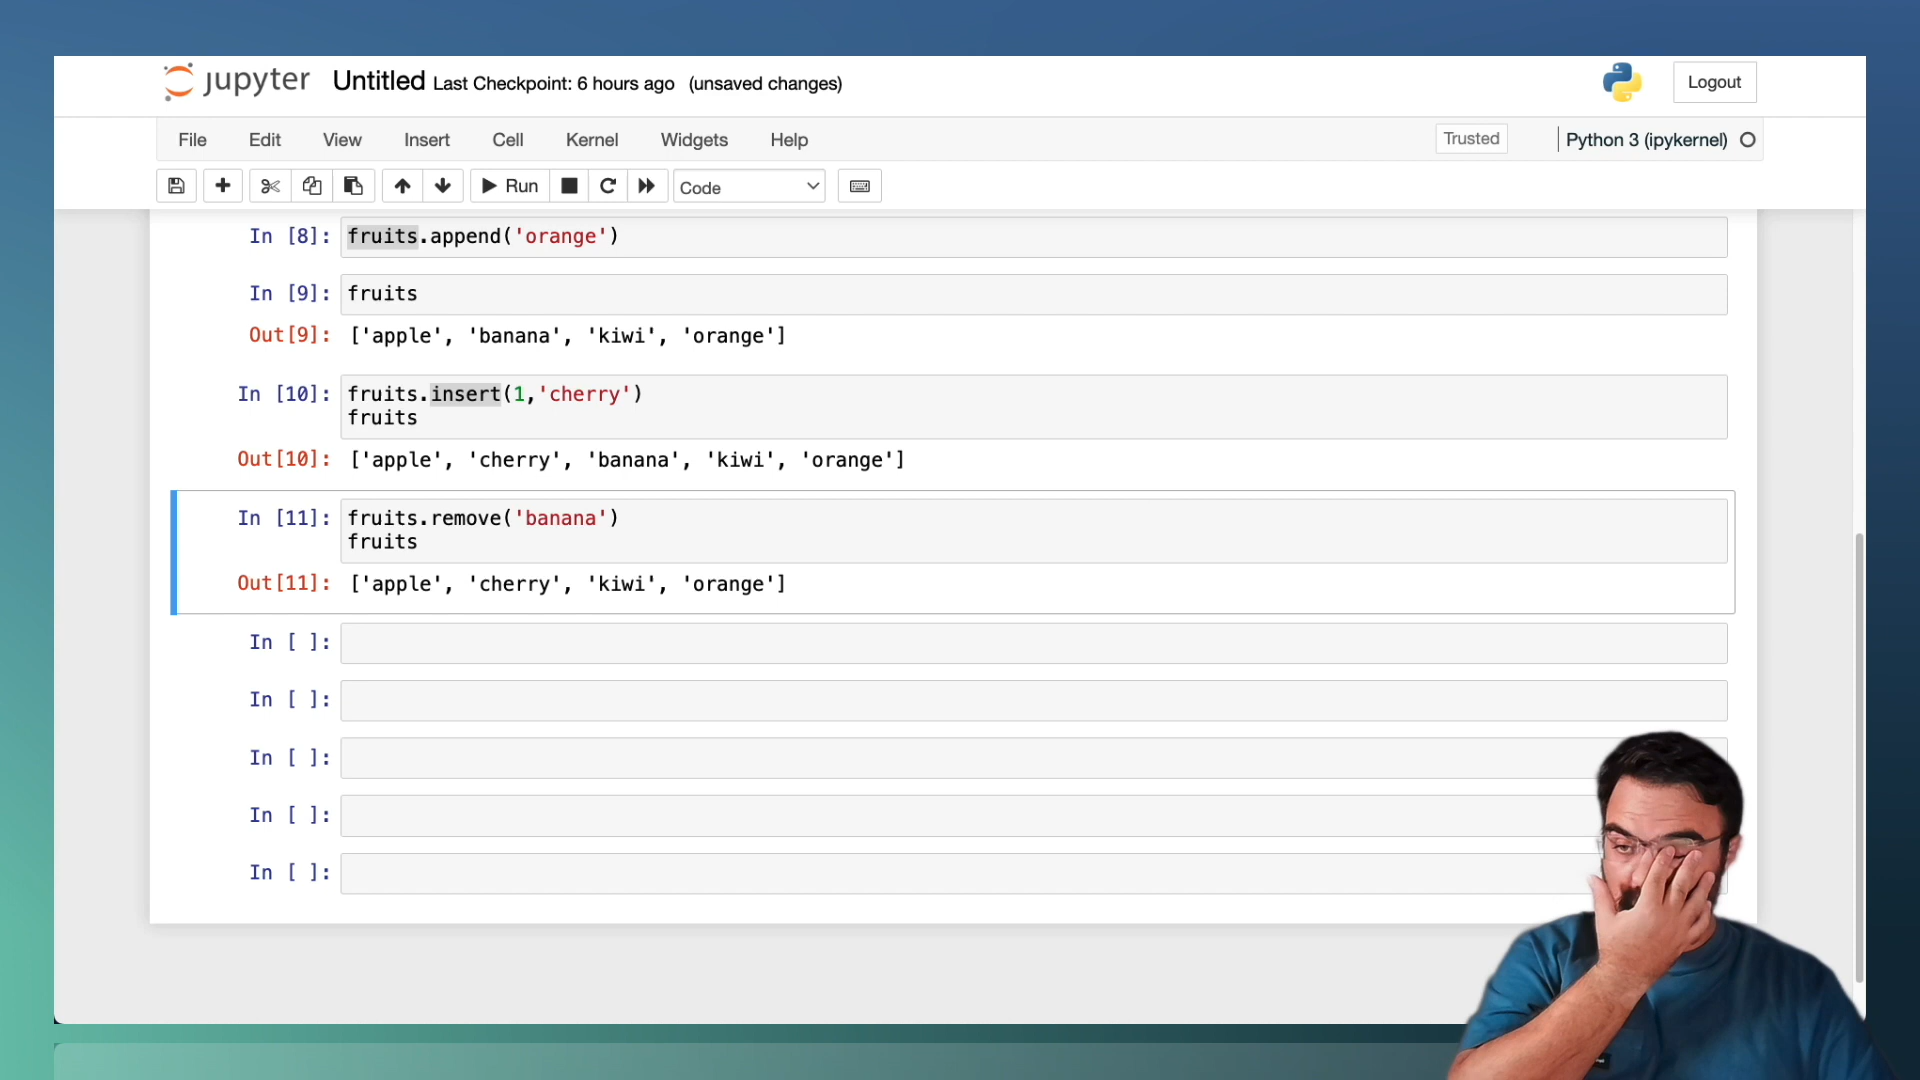 jupyter Untitled Last Checkpoint: 6 hours ago (unsaved changes) Logout
File Edit View Insert Cell Kernel Widgets Help Trusted Python 3 (ipykernel)
Run Code
In [8]: fruits.append('orange')
In [9]: fruits
Out[9]: ['apple', 'banana', 'kiwi', 'orange']
In [10]: fruits.insert(1,'cherry')
fruits
Out[10]: ['apple', 'cherry', 'banana', 'kiwi', 'orange']
In [11]: fruits.remove('banana')
fruits
Out[11]: ['apple', 'cherry', 'kiwi', 'orange']
In [ ]:
In [ ]:
In [ ]:
In [ ]:
In [ ]: